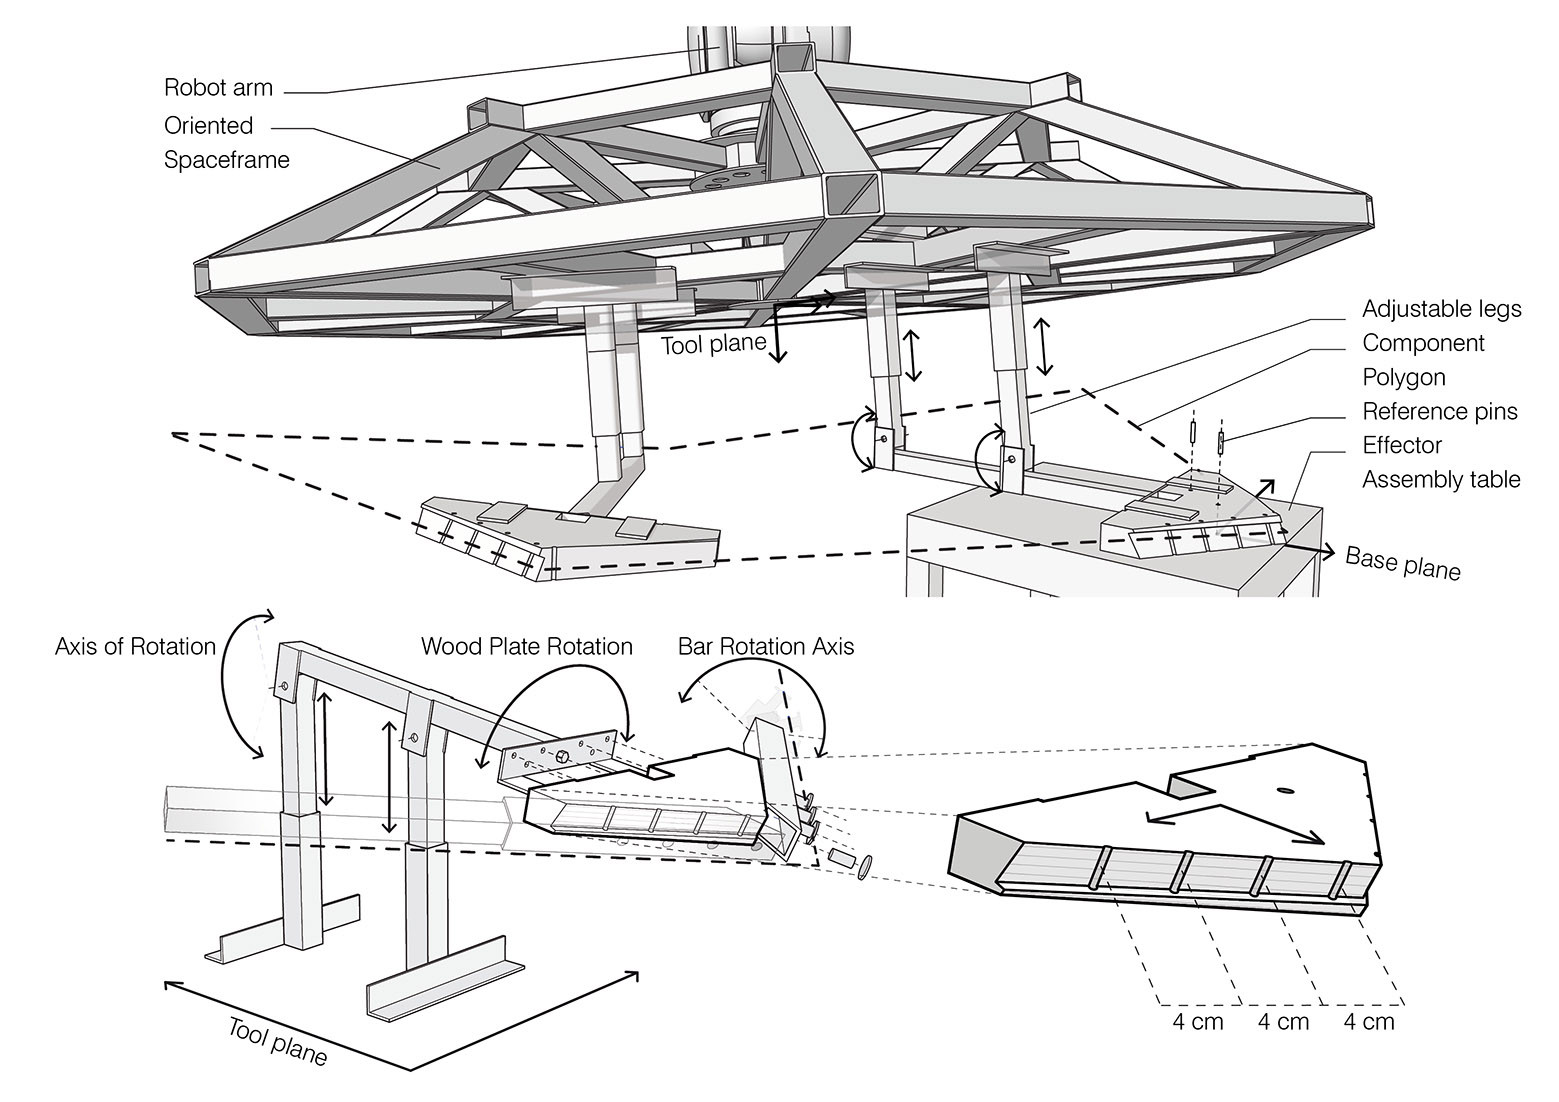 Robot arm
Oriented
Spaceframe
Tool plane
Adjustable legs
Component
Polygon
Reference pins
Effector
Assembly table
Base plane
Axis of Rotation
Wood Plate Rotation
Bar Rotation Axis
Tool plane
4 cm
4 cm
4 cm